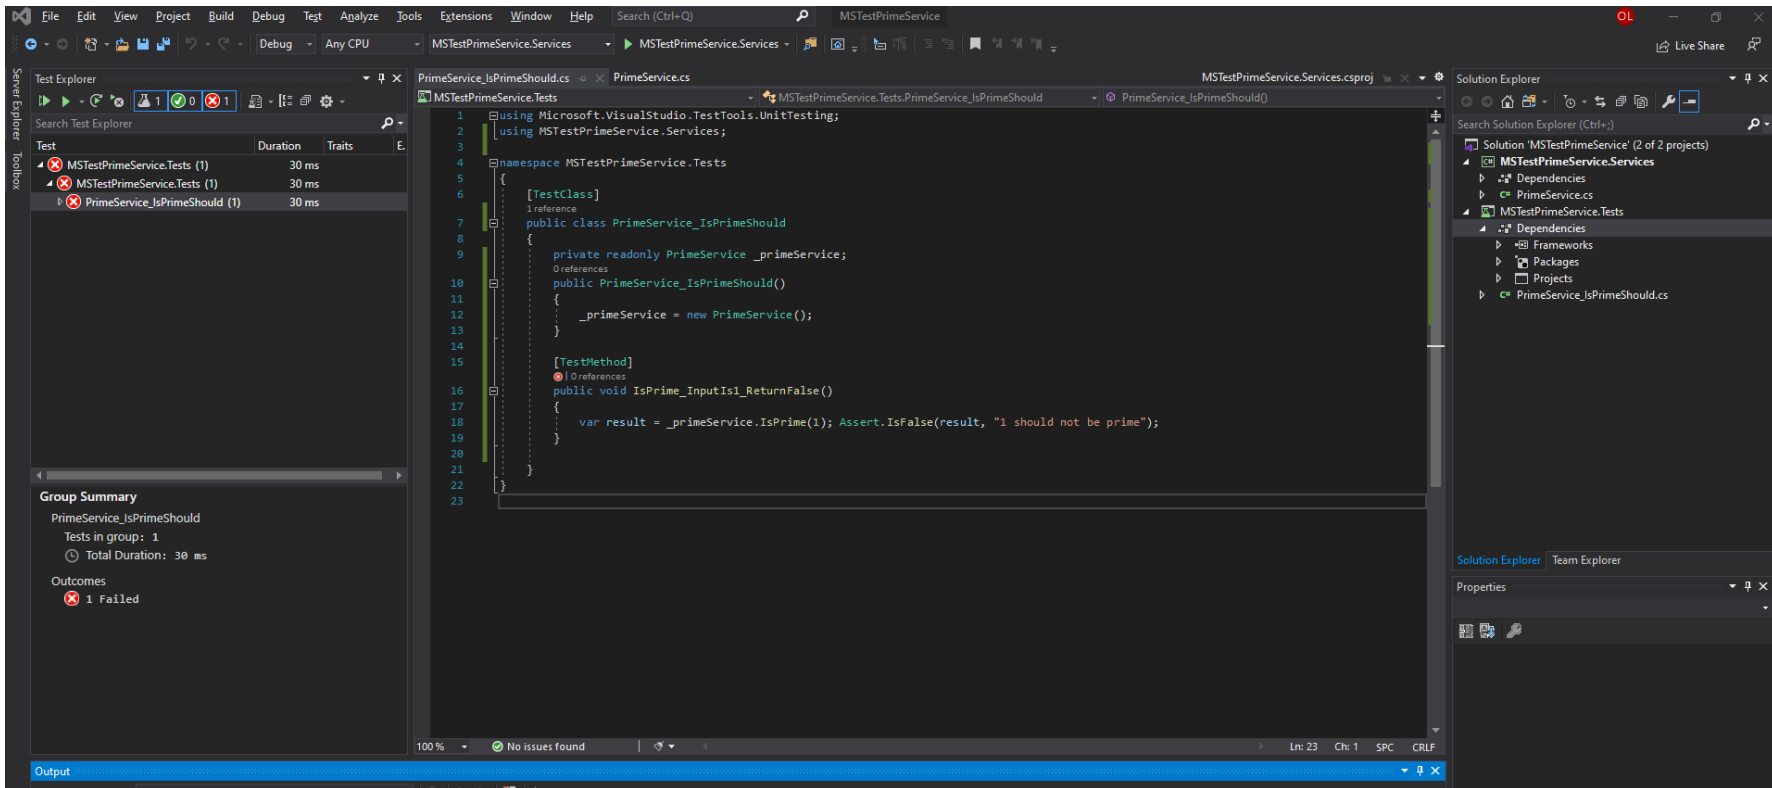 File Edit View Project Build Debug Test Analyze Tools Extensions Window Help Search (Ctrl+Q) MSTestPrimeService OL
Debug Any CPU MSTestPrimeService.Services MSTestPrimeService.Services Live Share
Server Explorer
Toolbox
Test Explorer
1 0 1
Search Test Explorer
Test Duration Traits E.
MSTestPrimeService.Tests (1) 30 ms
MSTestPrimeService.Tests (1) 30 ms
PrimeService_IsPrimeShould (1) 30 ms
Group Summary
PrimeService_IsPrimeShould
Tests in group: 1
Total Duration: 30 ms
Outcomes
1 Failed
PrimeService_IsPrimeShould.cs PrimeService.cs MSTestPrimeService.Services.csproj
MSTestPrimeService.Tests MSTestPrimeService.Tests.PrimeService_IsPrimeShould PrimeService_IsPrimeShould()
1 using Microsoft.VisualStudio.TestTools.UnitTesting;
2 using MSTestPrimeService.Services;
3
4 namespace MSTestPrimeService.Tests
5 {
6 [TestClass]
1 reference
7 public class PrimeService_IsPrimeShould
8 {
9 private readonly PrimeService _primeService;
0 references
10 public PrimeService_IsPrimeShould()
11 {
12 _primeService = new PrimeService();
13 }
14
15 [TestMethod]
0 references
16 public void IsPrime_InputIs1_ReturnFalse()
17 {
18 var result = _primeService.IsPrime(1); Assert.IsFalse(result, "1 should not be prime");
19 }
20
21 }
22 }
23
100 % No issues found Ln: 23 Ch: 1 SPC CRLF
Output
Solution Explorer
Search Solution Explorer (Ctrl+;)
Solution 'MSTestPrimeService' (2 of 2 projects)
MSTestPrimeService.Services
Dependencies
C# PrimeService.cs
MSTestPrimeService.Tests
Dependencies
Frameworks
Packages
Projects
C# PrimeService_IsPrimeShould.cs
Solution Explorer Team Explorer
Properties